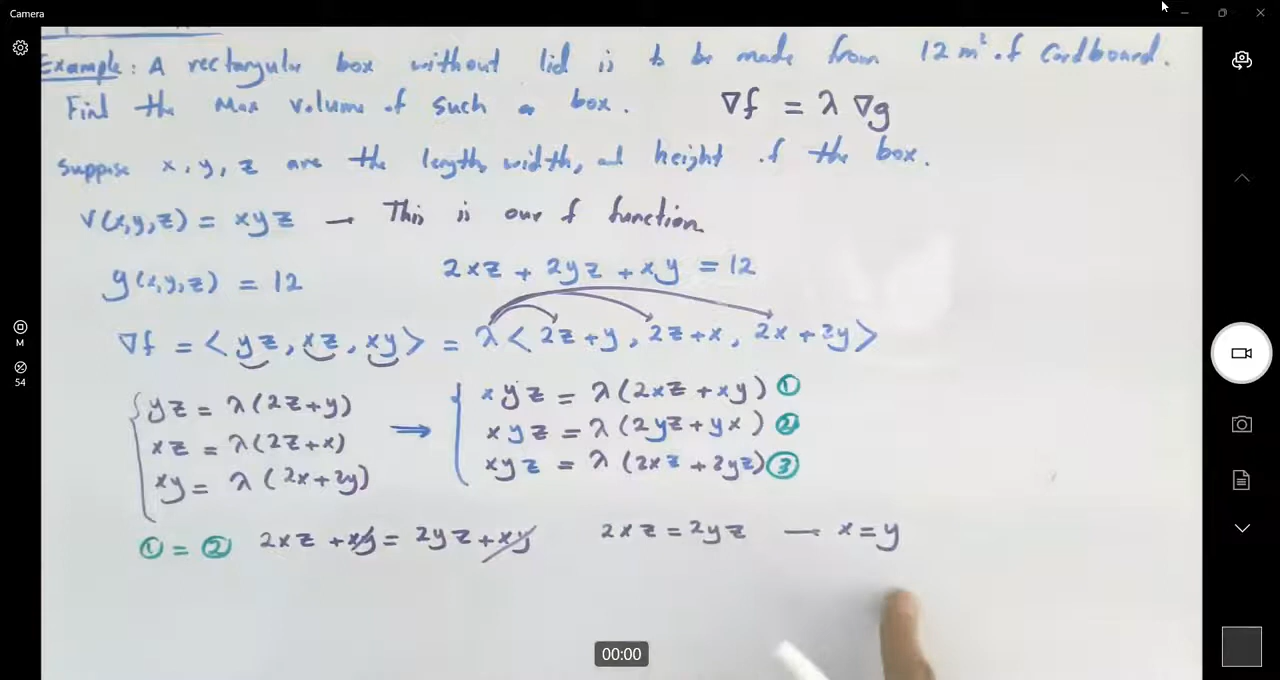 Camera
Example: A rectangular box without lid is to be made from 12 m² of Cardboard.
Find the Max volume of such a box. ∇f = λ ∇g
Suppose x, y, z are the length, width, and height of the box.
V(x,y,z) = xyz → This is our f function
g(x,y,z) = 12 2xz + 2yz + xy = 12
∇f = < yz, xz, xy > = λ < 2z+y, 2z+x, 2x+2y >
yz = λ(2z+y) → xyz = λ(2xz+xy) ①
xz = λ(2z+x) xyz = λ(2yz+yx) ②
xy = λ(2x+2y) xyz = λ(2xz+2yz) ③
① = ② 2xz + xy = 2yz + xy 2xz = 2yz → x = y
M
54
00:00